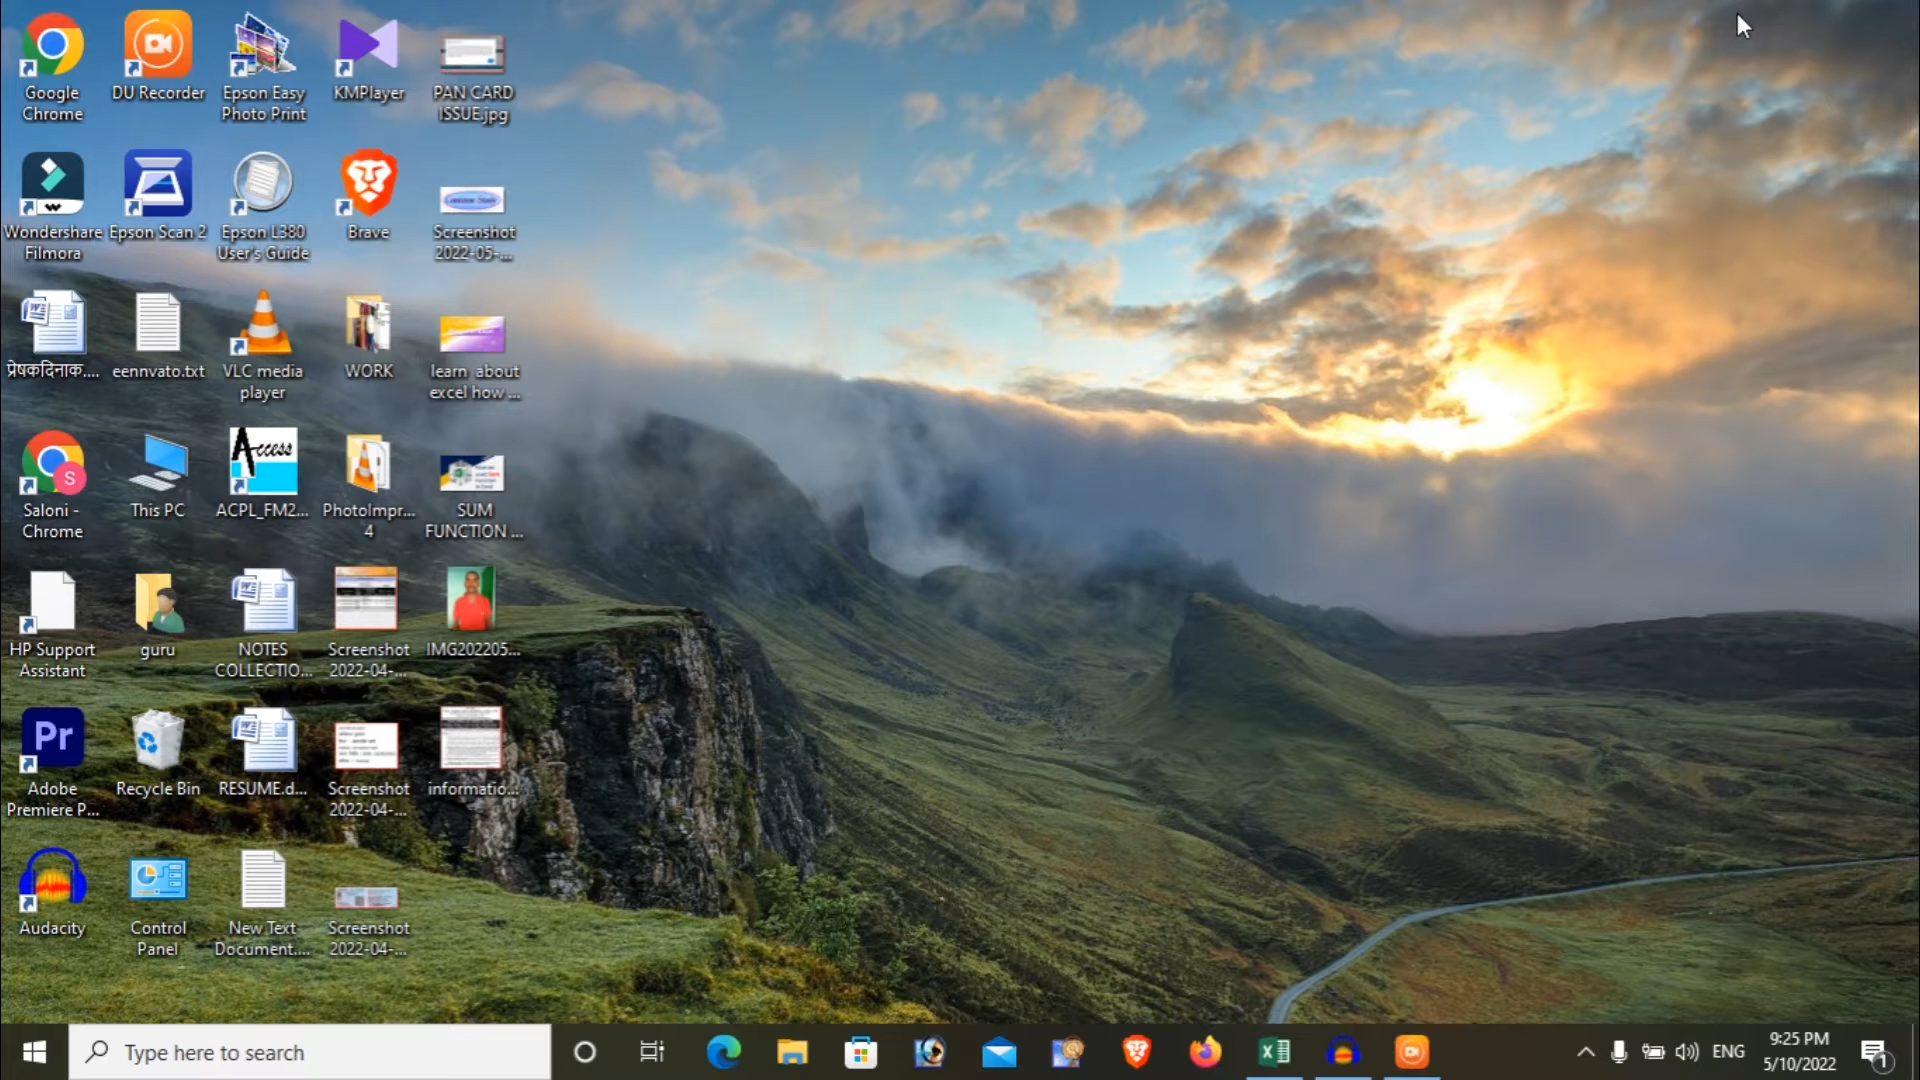 Google
Chrome
DU Recorder
Epson Easy
Photo Print
KMPlayer
PAN CARD
ISSUE.jpg
Wondershare
Filmora
Epson Scan 2
Epson L380
User's Guide
Brave
Screenshot
2022-05-...
प्रेषकदिनाक....
eennvato.txt
VLC media
player
WORK
learn about
excel how ...
Access
S
Saloni -
Chrome
This PC
ACPL_FM2...
PhotoImpr...
4
SUM
FUNCTION ...
HP Support
Assistant
guru
NOTES
COLLECTIO...
Screenshot
2022-04-...
IMG202205...
Pr
Adobe
Premiere P...
Recycle Bin
RESUME.d...
Screenshot
2022-04-...
informatio...
Audacity
Control
Panel
New Text
Document....
Screenshot
2022-04-...
Type here to search
ENG
9:25 PM
5/10/2022
1